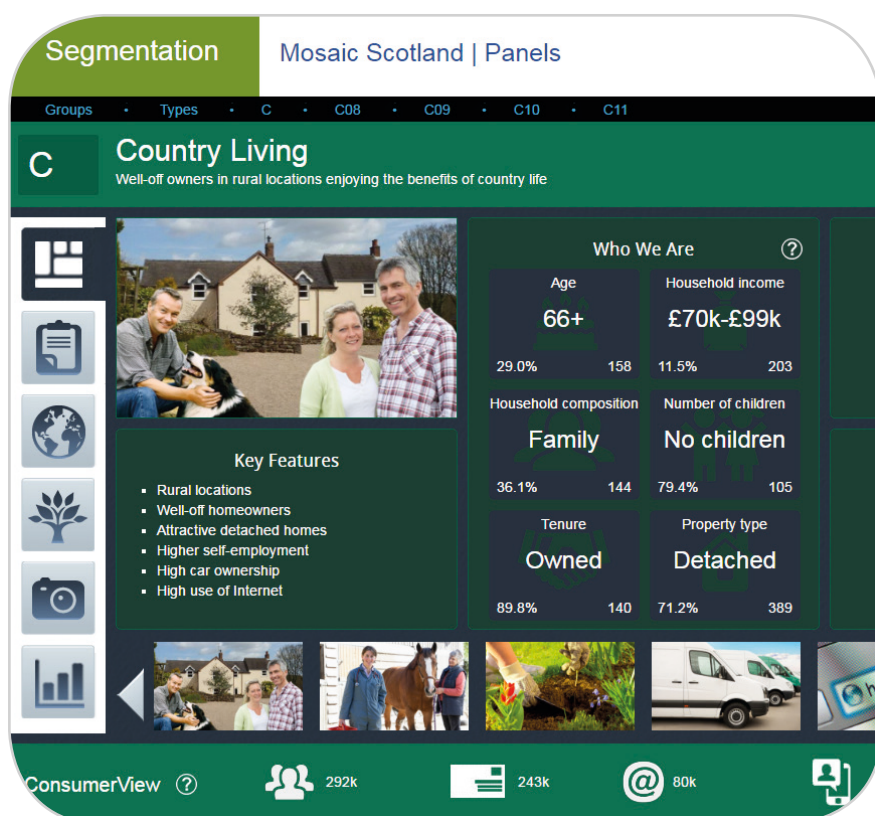 Segmentation
Mosaic Scotland | Panels
Groups • Types • C • C08 • C09 • C10 • C11
C
Country Living
Well-off owners in rural locations enjoying the benefits of country life
Who We Are ?
Age
66+
29.0% 158
Household income
£70k-£99k
11.5% 203
Household composition
Family
36.1% 144
Number of children
No children
79.4% 105
Tenure
Owned
89.8% 140
Property type
Detached
71.2% 389
Key Features
▪ Rural locations
▪ Well-off homeowners
▪ Attractive detached homes
▪ Higher self-employment
▪ High car ownership
▪ High use of Internet
h
ConsumerView ?
292k
243k
@ 80k